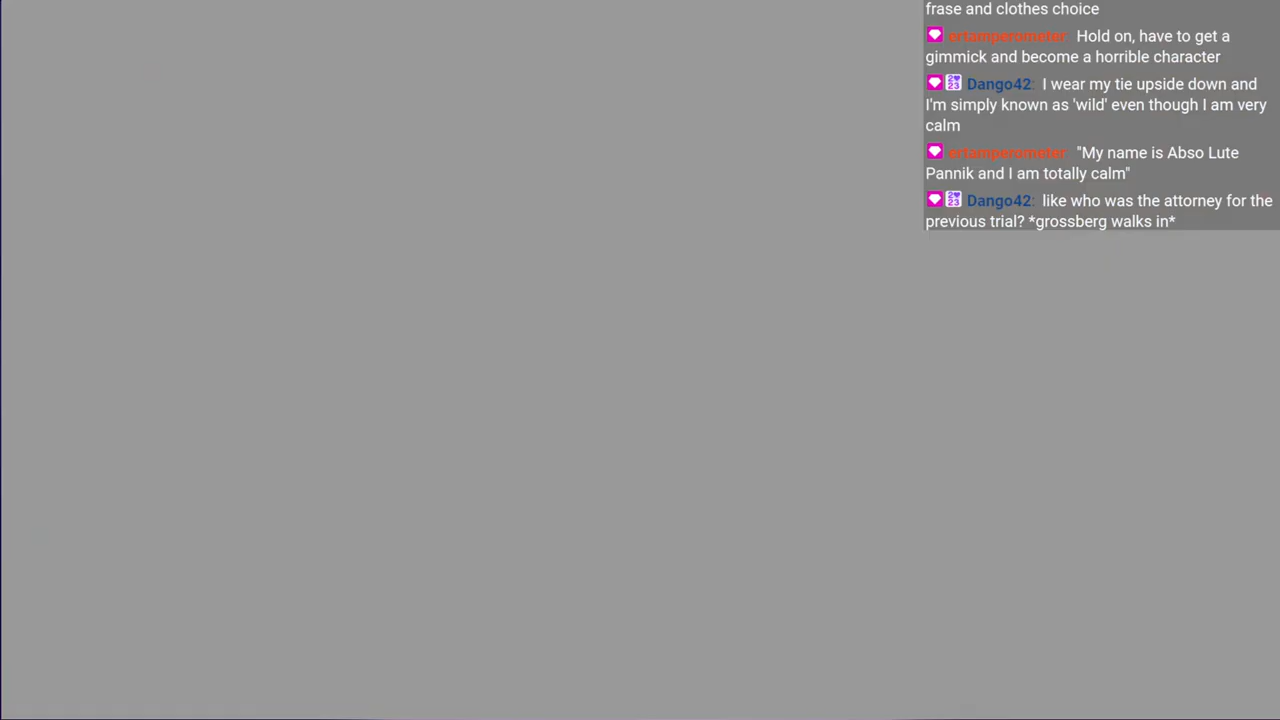 frase and clothes choice
ertamperometer: Hold on, have to get a
gimmick and become a horrible character
Dango42: I wear my tie upside down and
I'm simply known as 'wild' even though I am very
calm
ertamperometer: "My name is Abso Lute
Pannik and I am totally calm"
Dango42: like who was the attorney for the
previous trial? *grossberg walks in*